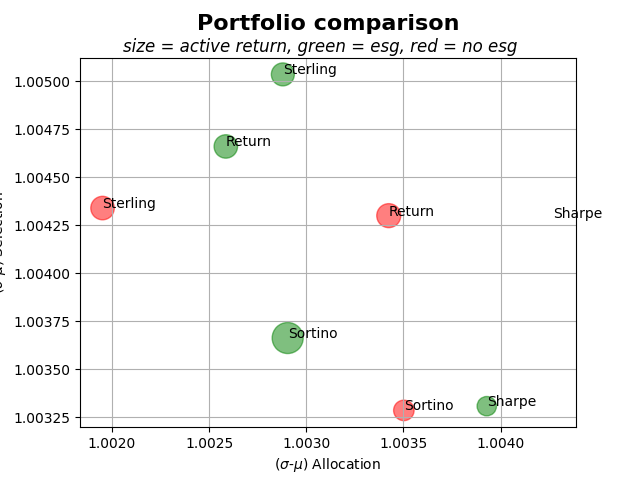 Portfolio comparison
size = active return, green = esg, red = no esg
1.00500
1.00475
1.00450
1.00425
1.00400
1.00375
1.00350
1.00325
Sterling
Return
Sterling
Return
Sharpe
Sortino
Sortino
Sharpe
1.0020
1.0025
1.0030
1.0035
1.0040
(σ-μ) Allocation